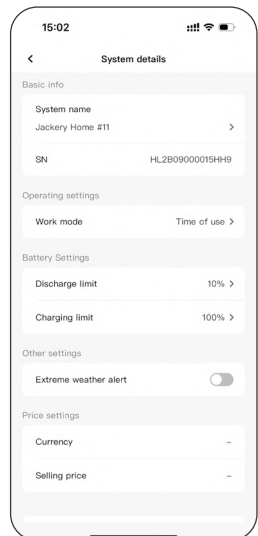 15:02
System details
Basic info
System name
Jackery Home #11
SN HL2B09000015HH9
Operating settings
Work mode Time of use
Battery Settings
Discharge limit 10%
Charging limit 100%
Other settings
Extreme weather alert
Price settings
Currency –
Selling price –